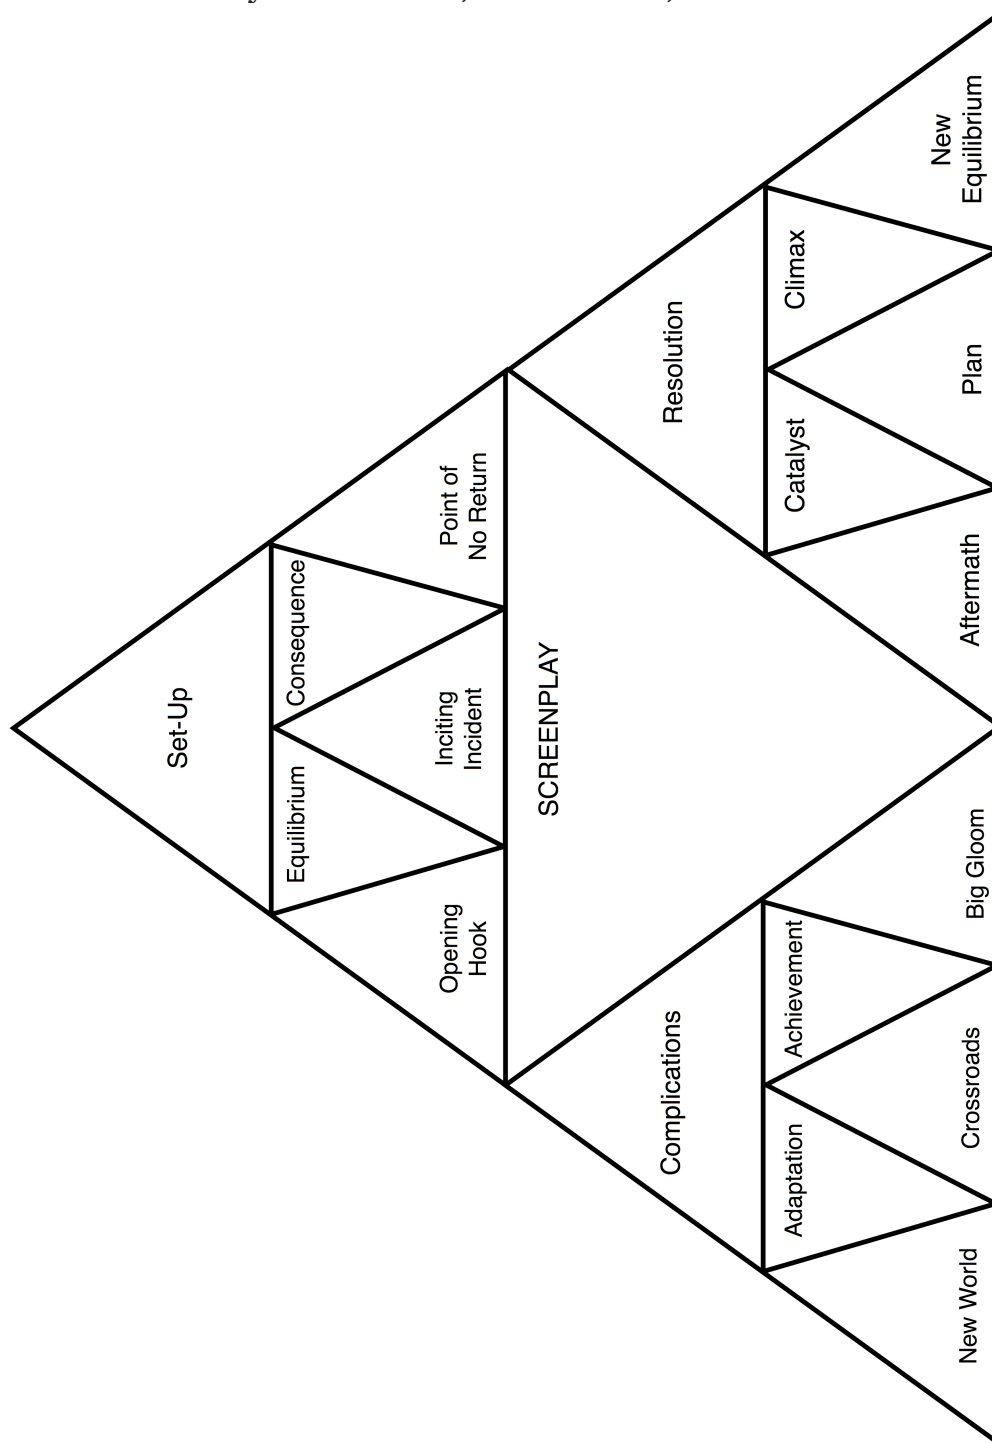 Set-Up
Equilibrium
Consequence
Opening
Hook
Inciting
Incident
Point of
No Return
SCREENPLAY
Complications
Resolution
Adaptation
Achievement
Catalyst
Climax
New World
Crossroads
Big Gloom
Aftermath
Plan
New
Equilibrium